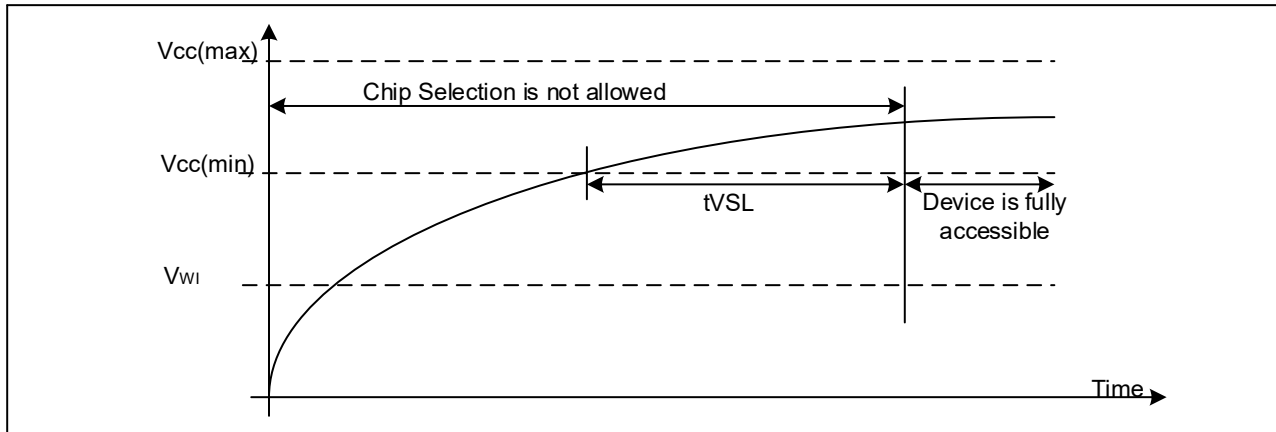 Vcc(max)
Chip Selection is not allowed
Vcc(min)
tVSL
Device is fully
accessible
VWI
Time